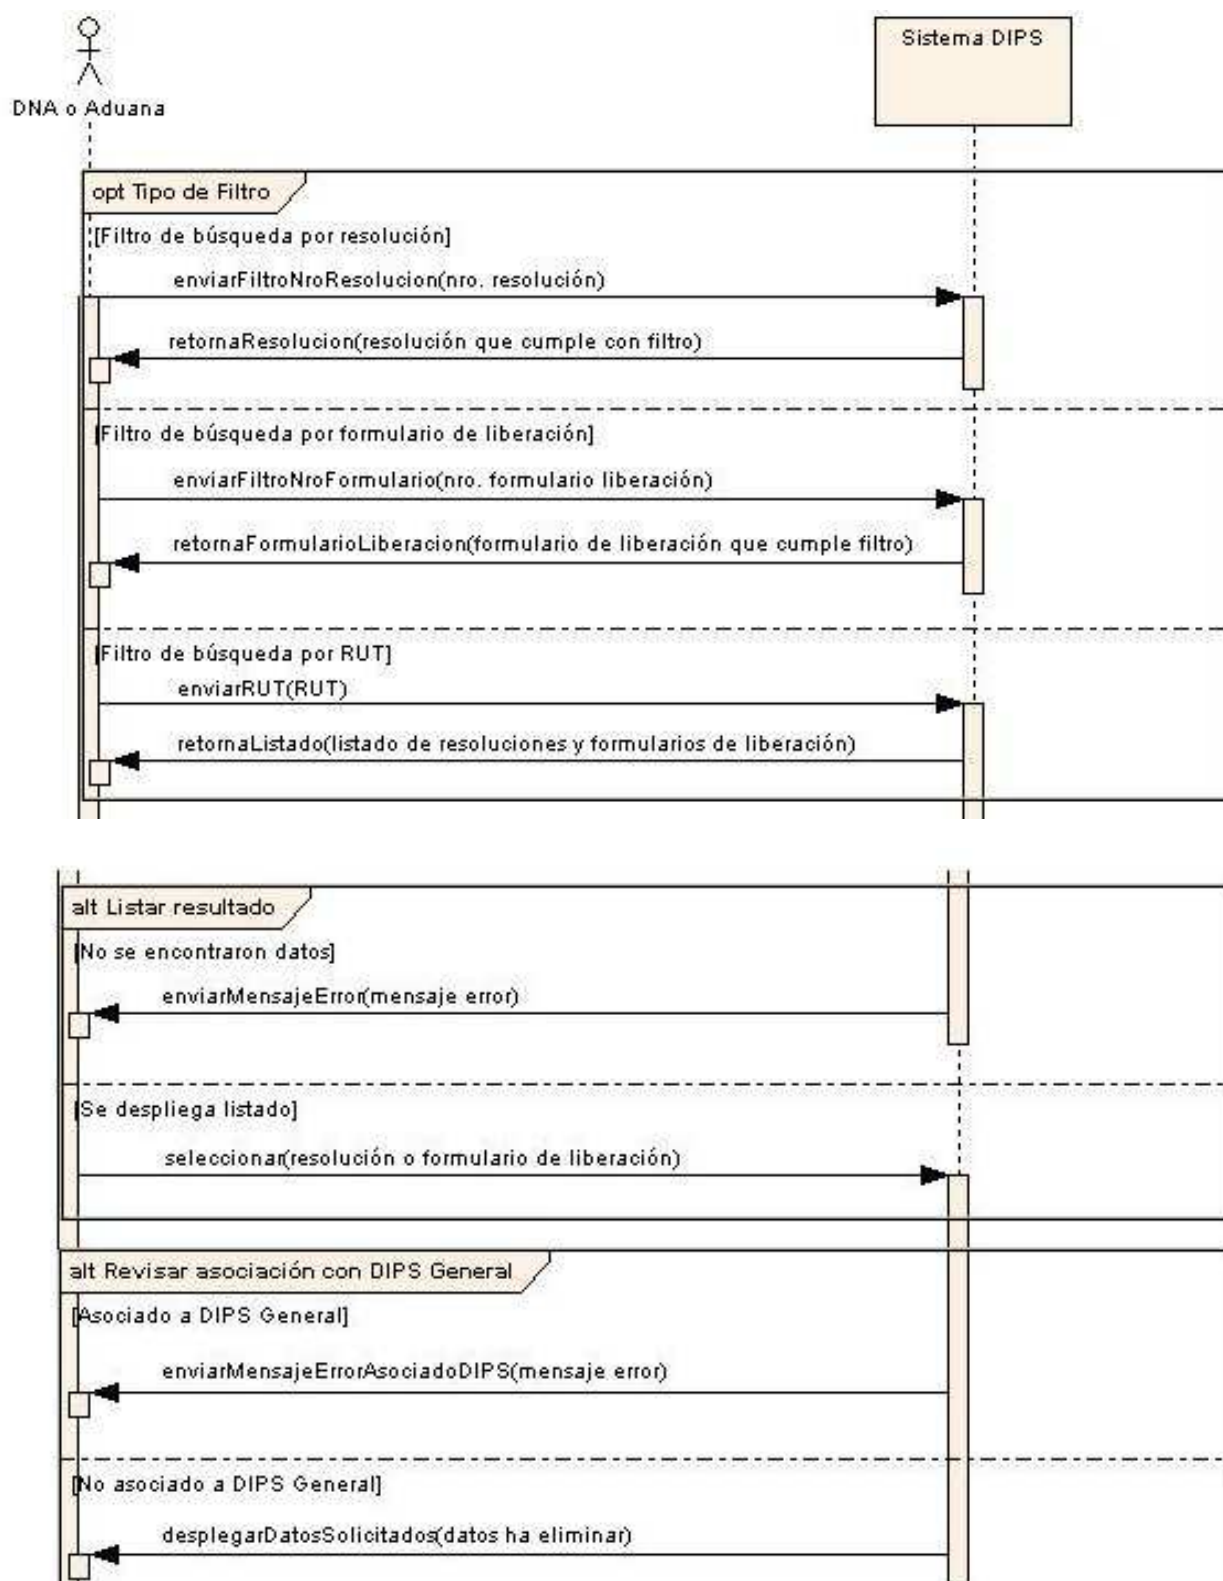 Sistema DIPS
DNA o Aduana
opt Tipo de Filtro
[Filtro de búsqueda por resolución]
enviarFiltroNroResolucion(nro. resolución)
retornaResolucion(resolución que cumple con filtro)
[Filtro de búsqueda por formulario de liberación]
enviarFiltroNroFormulario(nro. formulario liberación)
retornaFormularioLiberacion(formulario de liberación que cumple filtro)
[Filtro de búsqueda por RUT]
enviarRUT(RUT)
retornaListado(listado de resoluciones y formularios de liberación)
alt Listar resultado
[No se encontraron datos]
enviarMensajeError(mensaje error)
[Se despliega listado]
seleccionar(resolución o formulario de liberación)
alt Revisar asociación con DIPS General
[Asociado a DIPS General]
enviarMensajeErrorAsociadoDIPS(mensaje error)
[No asociado a DIPS General]
desplegarDatosSolicitados(datos ha eliminar)